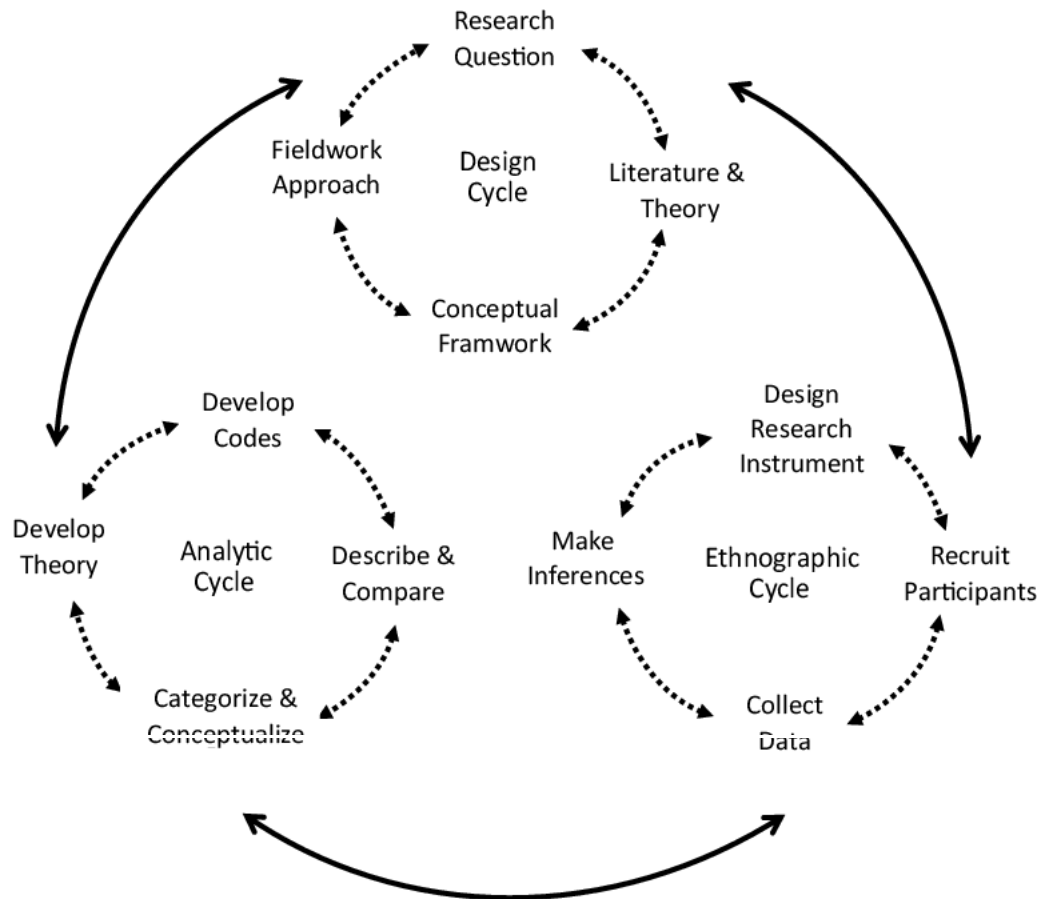 Research
Question
Fieldwork
Approach
Design
Cycle
Literature &
Theory
Conceptual
Framwork
Develop
Codes
Develop
Theory
Analytic
Cycle
Describe &
Compare
Categorize &
Conceptualize
Design
Research
Instrument
Make
Inferences
Ethnographic
Cycle
Recruit
Participants
Collect
Data